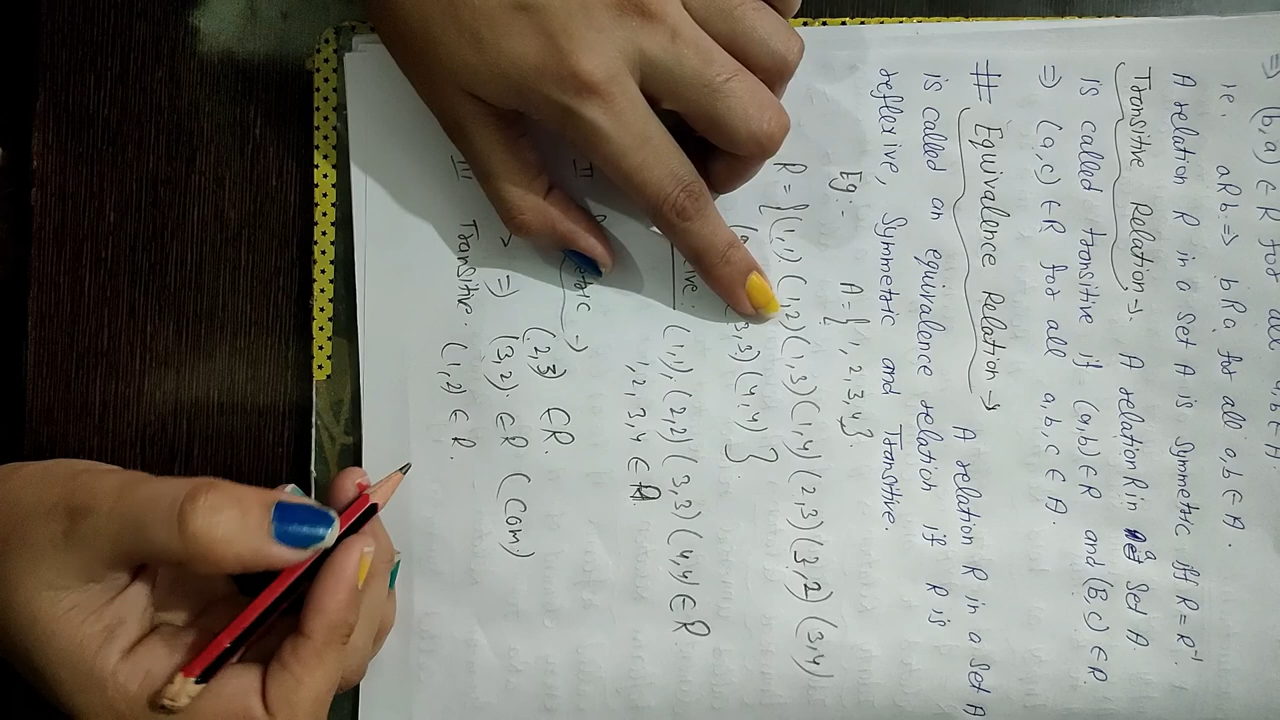 ⇒ (b,a) ∈ R for all a,b ∈ A.
ie. aRb ⇒ bRa for all a,b ∈ A.
A relation R in a set A is symmetric iff R = R⁻¹.
Transitive Relation → A relation R in a set A.
is called transitive if (a,b) ∈ R and (B,c) ∈ R
⇒ (a,c) ∈ R for all a,b,c ∈ A.
# Equivalence Relation → A relation R in a set A
is called an equivalence relation if R is
reflexive, Symmetric and Transitive.
Eg:- A = { 1, 2, 3, 4 }.
R = {(1,1) (1,2) (1,3) (1,4) (2,3) (3,2) (3,4)
3,3) (4,4) }
(1,1), (2,2) (3,3) (4,4) ∈ R
1, 2, 3, 4 ∈ A.
II → (2,3) ∈ R.
⇒ (3,2). ∈ R (Com)
III Transitive. (1,2) ∈ R.